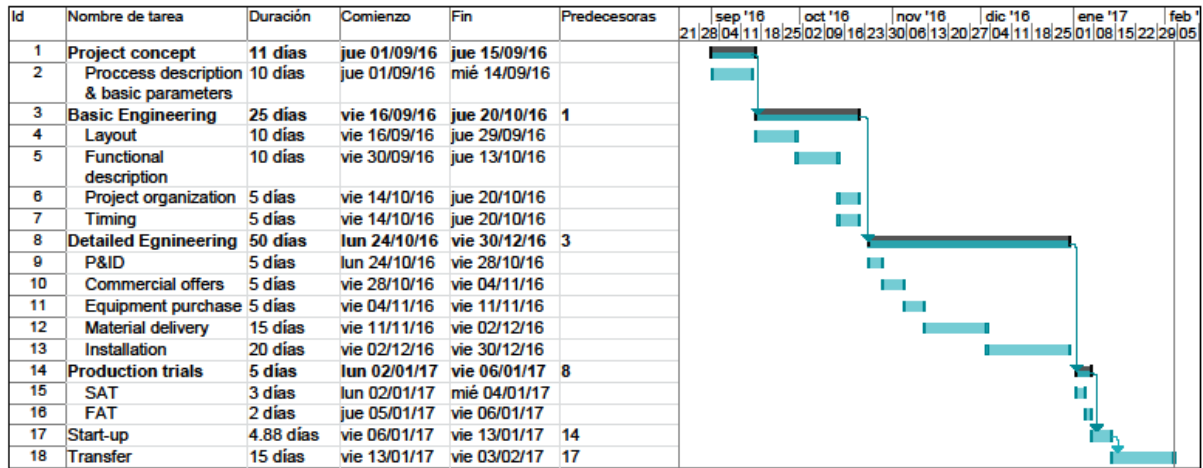 Id Nombre de tarea Duración Comienzo Fin Predecesoras sep '16 oct '16 nov '16 dic '16 ene '17 feb '
21 28 04 11 18 25 02 09 16 23 30 06 13 20 27 04 11 18 25 01 08 15 22 29 05
1 Project concept 11 días jue 01/09/16 jue 15/09/16
2 Proccess description 10 días jue 01/09/16 mié 14/09/16
& basic parameters
3 Basic Engineering 25 días vie 16/09/16 jue 20/10/16 1
4 Layout 10 días vie 16/09/16 jue 29/09/16
5 Functional 10 días vie 30/09/16 jue 13/10/16
description
6 Project organization 5 días vie 14/10/16 jue 20/10/16
7 Timing 5 días vie 14/10/16 jue 20/10/16
8 Detailed Egnineering 50 días lun 24/10/16 vie 30/12/16 3
9 P&ID 5 días lun 24/10/16 vie 28/10/16
10 Commercial offers 5 días vie 28/10/16 vie 04/11/16
11 Equipment purchase 5 días vie 04/11/16 vie 11/11/16
12 Material delivery 15 días vie 11/11/16 vie 02/12/16
13 Installation 20 días vie 02/12/16 vie 30/12/16
14 Production trials 5 días lun 02/01/17 vie 06/01/17 8
15 SAT 3 días lun 02/01/17 mié 04/01/17
16 FAT 2 días jue 05/01/17 vie 06/01/17
17 Start-up 4.88 días vie 06/01/17 vie 13/01/17 14
18 Transfer 15 días vie 13/01/17 vie 03/02/17 17